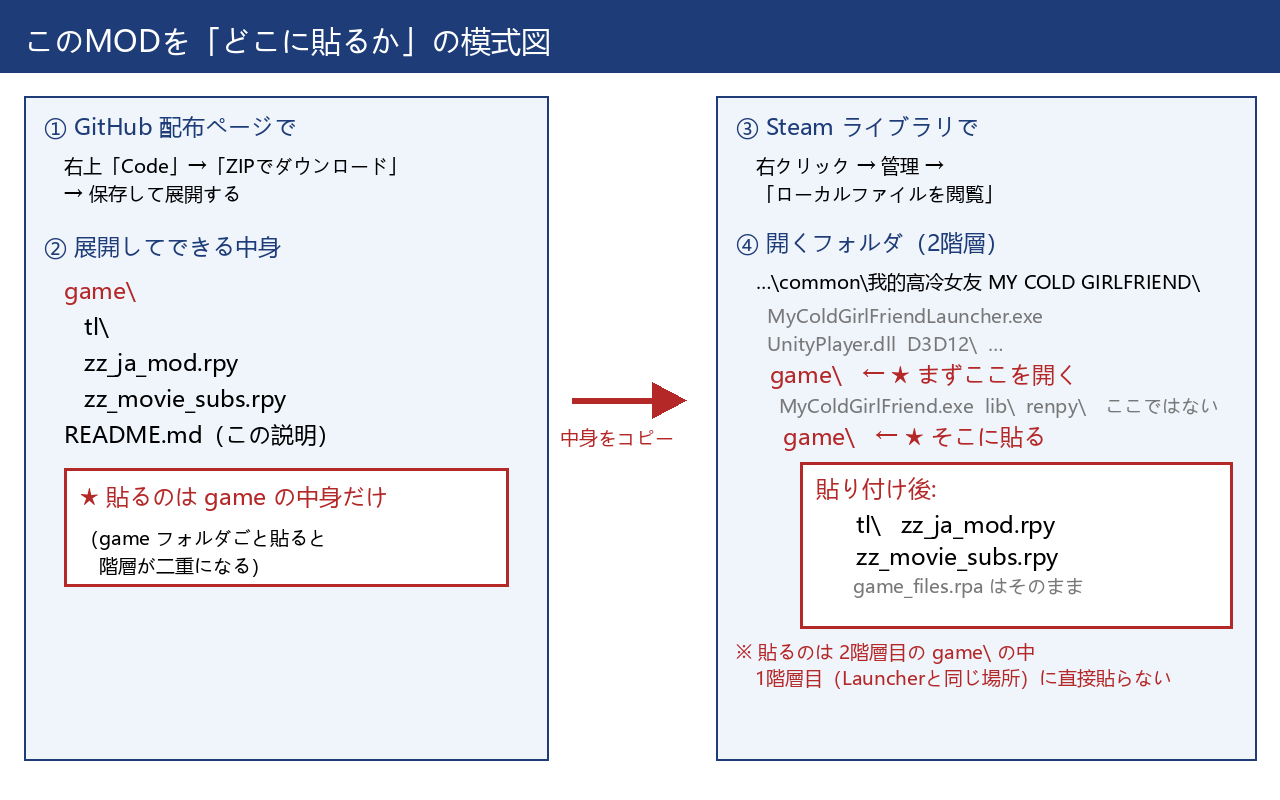 このMODを「どこに貼るか」の模式図
① GitHub 配布ページで
右上「Code」→「ZIPでダウンロード」
→ 保存して展開する
② 展開してできる中身
game\
tl\
zz_ja_mod.rpy
zz_movie_subs.rpy
README.md（この説明）
★ 貼るのは game の中身だけ
（game フォルダごと貼ると
階層が二重になる）
中身をコピー
③ Steam ライブラリで
右クリック → 管理 →
「ローカルファイルを閲覧」
④ 開くフォルダ（2階層）
…\common\我的高冷女友 MY COLD GIRLFRIEND\
MyColdGirlFriendLauncher.exe
UnityPlayer.dll D3D12\ …
game\ ← ★ まずここを開く
MyColdGirlFriend.exe lib\ renpy\ ここではない
game\ ← ★ そこに貼る
貼り付け後:
tl\ zz_ja_mod.rpy
zz_movie_subs.rpy
game_files.rpa はそのまま
※ 貼るのは 2階層目の game\ の中
1階層目（Launcherと同じ場所）に直接貼らない